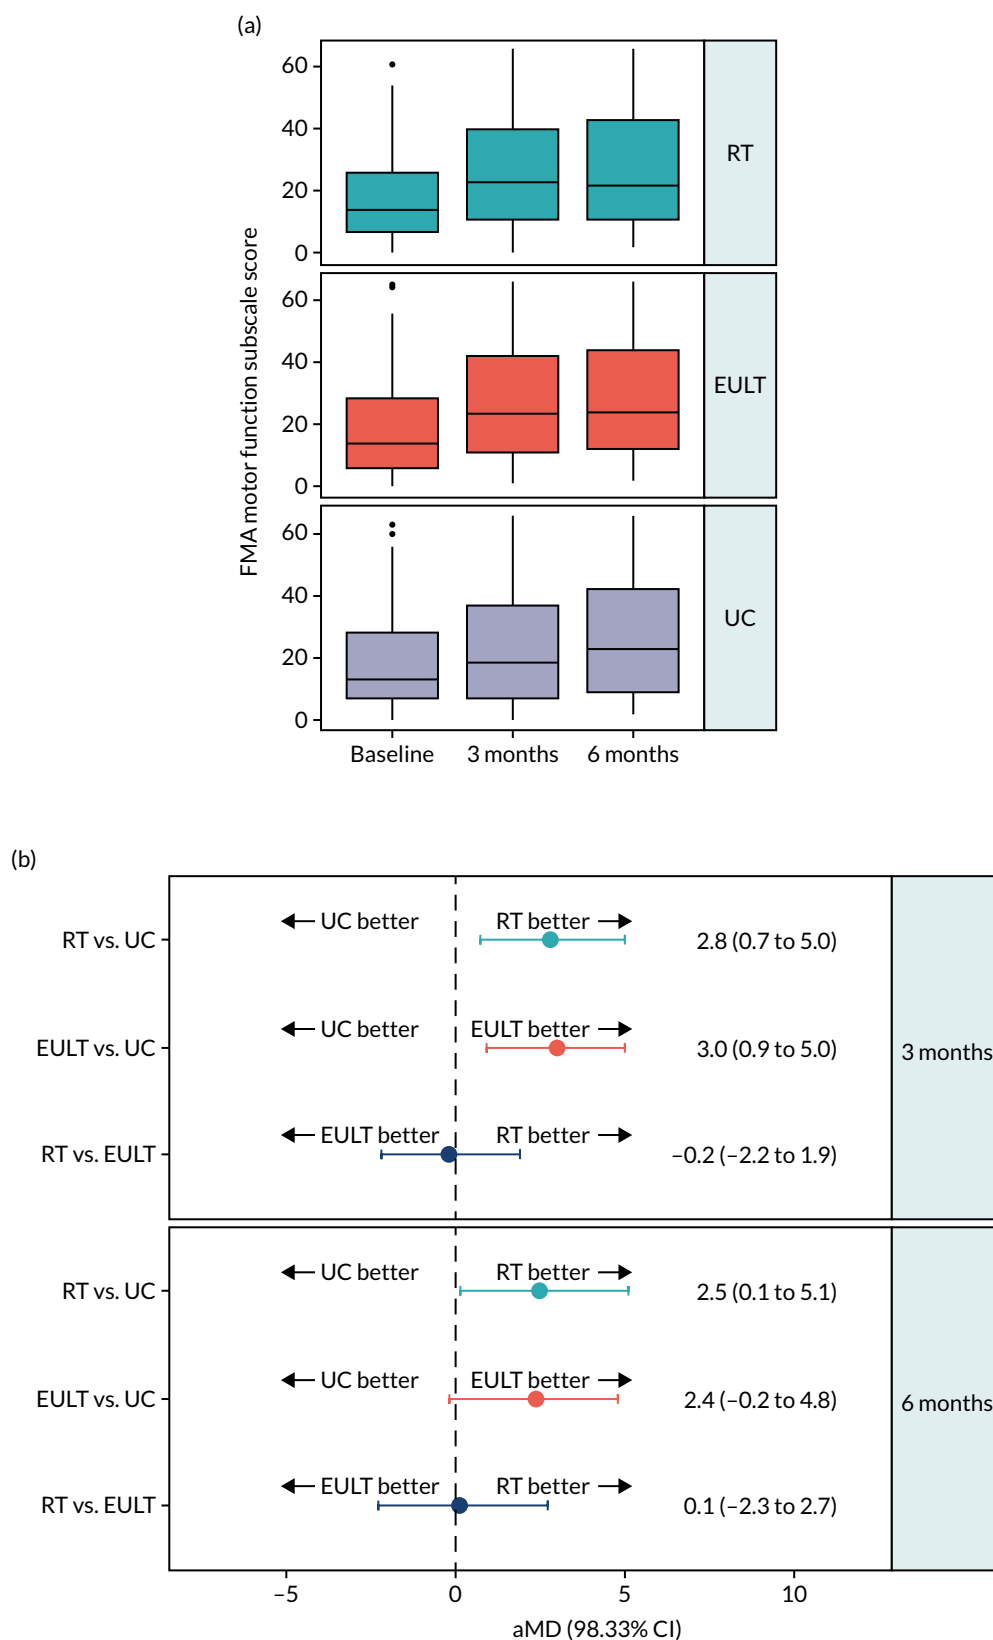 (a)
FMA motor function subscale score
60
40
20
0
RT
60
40
20
0
EULT
60
40
20
0
UC
Baseline 3 months 6 months
(b)
UC better RT better
RT vs. UC 2.8 (0.7 to 5.0)
UC better EULT better
EULT vs. UC 3.0 (0.9 to 5.0)
3 months
EULT better RT better
RT vs. EULT –0.2 (–2.2 to 1.9)
UC better RT better
RT vs. UC 2.5 (0.1 to 5.1)
UC better EULT better
EULT vs. UC 2.4 (–0.2 to 4.8)
6 months
EULT better RT better
RT vs. EULT 0.1 (–2.3 to 2.7)
–5 0 5 10
aMD (98.33% CI)